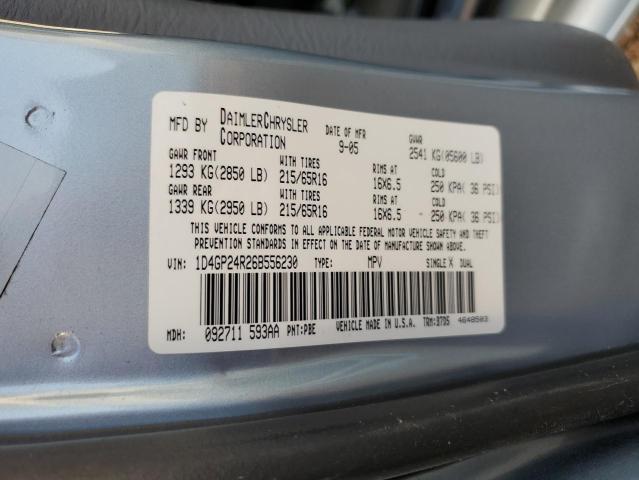 MFD BY DAIMLERCHRYSLER CORPORATION DATE OF MFR 9-05 GVWR 2541 KG(05600 LB)
GAWR FRONT WITH TIRES RIMS AT COLD
1293 KG(2850 LB) 215/65R16 16X6.5 250 KPA( 36 PSI)
GAWR REAR WITH TIRES RIMS AT COLD
1339 KG(2950 LB) 215/65R16 16X6.5 - 250 KPA( 36 PSI)
THIS VEHICLE CONFORMS TO ALL APPLICABLE FEDERAL MOTOR VEHICLE SAFETY AND THEFT
PREVENTION STANDARDS IN EFFECT ON THE DATE OF MANUFACTURE SHOWN ABOVE.
VIN: 1D4GP24R26B556230 TYPE: MPV SINGLE X DUAL
MDH: 092711 593AA PNT:PBE VEHICLE MADE IN U.S.A. TRM:B7D5 4648503